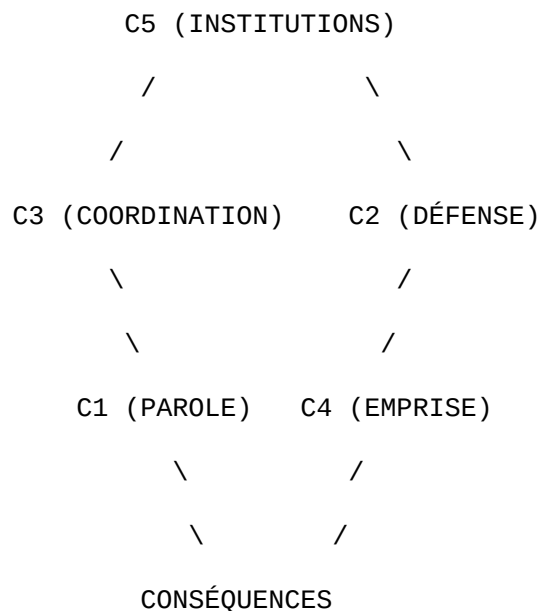 C5 (INSTITUTIONS)
/ \
/ \
C3 (COORDINATION) C2 (DÉFENSE)
\ /
\ /
C1 (PAROLE) C4 (EMPRISE)
\ /
\ /
CONSÉQUENCES